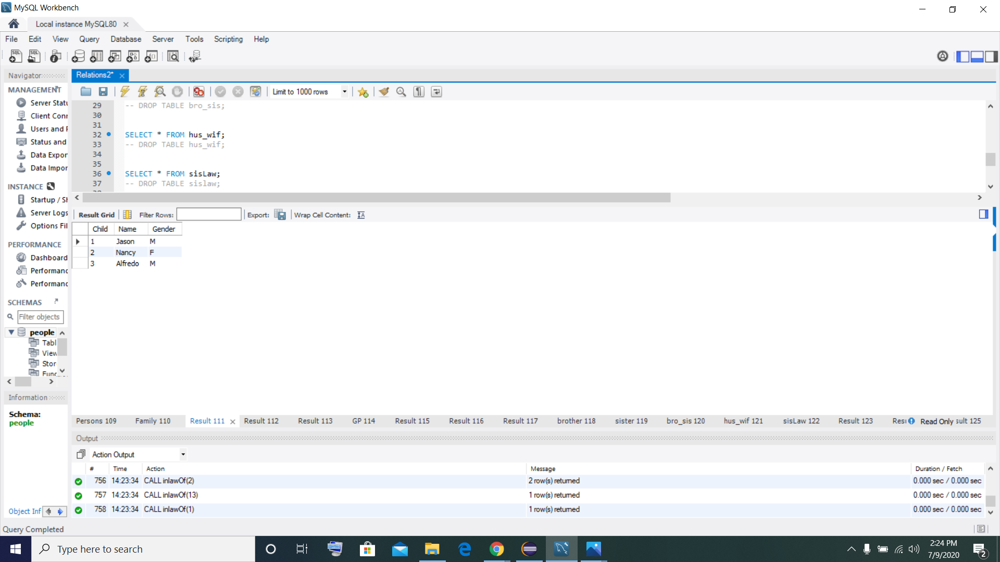 MySQL Workbench
Local instance MySQL80
File Edit View Query Database Server Tools Scripting Help
Navigator
Relations2*
MANAGEMENT
Server Statu
Client Conn
Users and P
Status and
Data Expor
Data Impor
INSTANCE
Startup / Sh
Server Logs
Options Fil
PERFORMANCE
Dashboard
Performanc
Performanc
SCHEMAS
Filter objects
people
Tabl
View
Stor
Func
Information
Schema:
people
Object Inf
Limit to 1000 rows
29 -- DROP TABLE bro_sis;
30
31
32 SELECT * FROM hus_wif;
33 -- DROP TABLE hus_wif;
34
35
36 SELECT * FROM sisLaw;
37 -- DROP TABLE sislaw;
Result Grid Filter Rows: Export: Wrap Cell Content:
Child Name Gender
1 Jason M
2 Nancy F
3 Alfredo M
Persons 109 Family 110 Result 111 Result 112 Result 113 GP 114 Result 115 Result 116 Result 117 brother 118 sister 119 bro_sis 120 hus_wif 121 sisLaw 122 Result 123 Resu Read Only sult 125
Output
Action Output
# Time Action Message Duration / Fetch
756 14:23:34 CALL inlawOf(2) 2 row(s) returned 0.000 sec / 0.000 sec
757 14:23:34 CALL inlawOf(13) 1 row(s) returned 0.000 sec / 0.000 sec
758 14:23:34 CALL inlawOf(1) 1 row(s) returned 0.000 sec / 0.000 sec
Query Completed
Type here to search
2:24 PM
7/9/2020
2